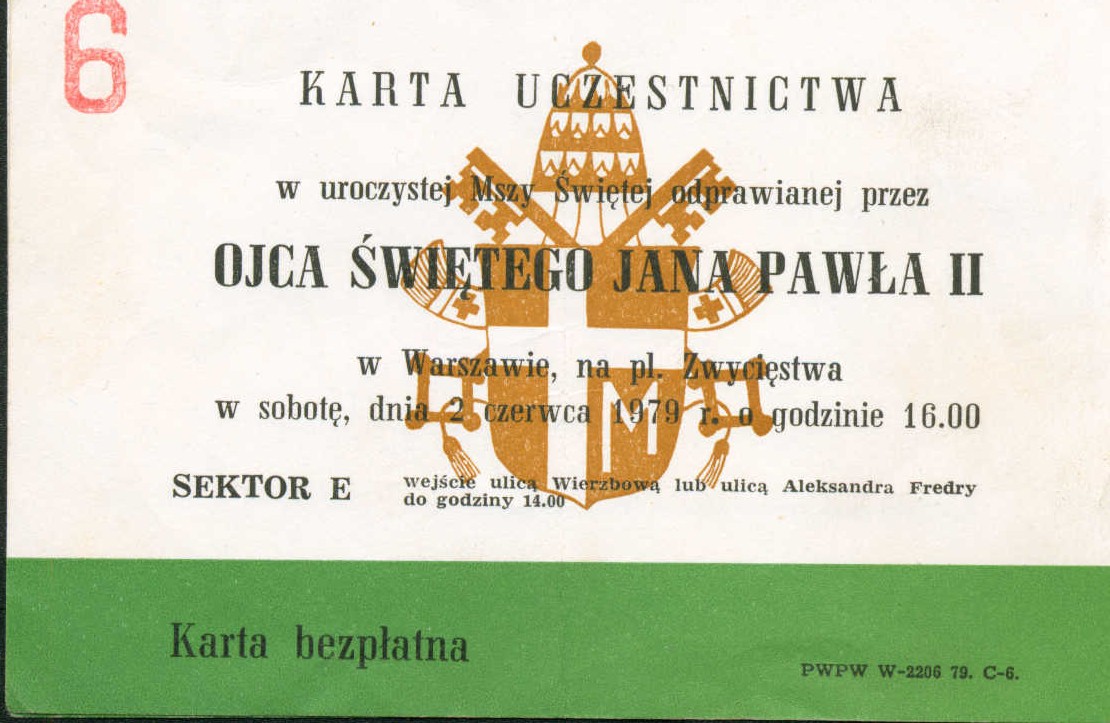 6
KARTA UCZESTNICTWA
w uroczystej Mszy Świętej odprawianej przez
OJCA ŚWIĘTEGO JANA PAWŁA II
w Warszawie, na pl. Zwycięstwa
w sobotę, dnia 2 czerwca 1979 r. o godzinie 16.00
SEKTOR E wejście ulicą Wierzbową lub ulicą Aleksandra Fredry
do godziny 14.00
M
Karta bezpłatna
PWPW W-2206 79. C-6.